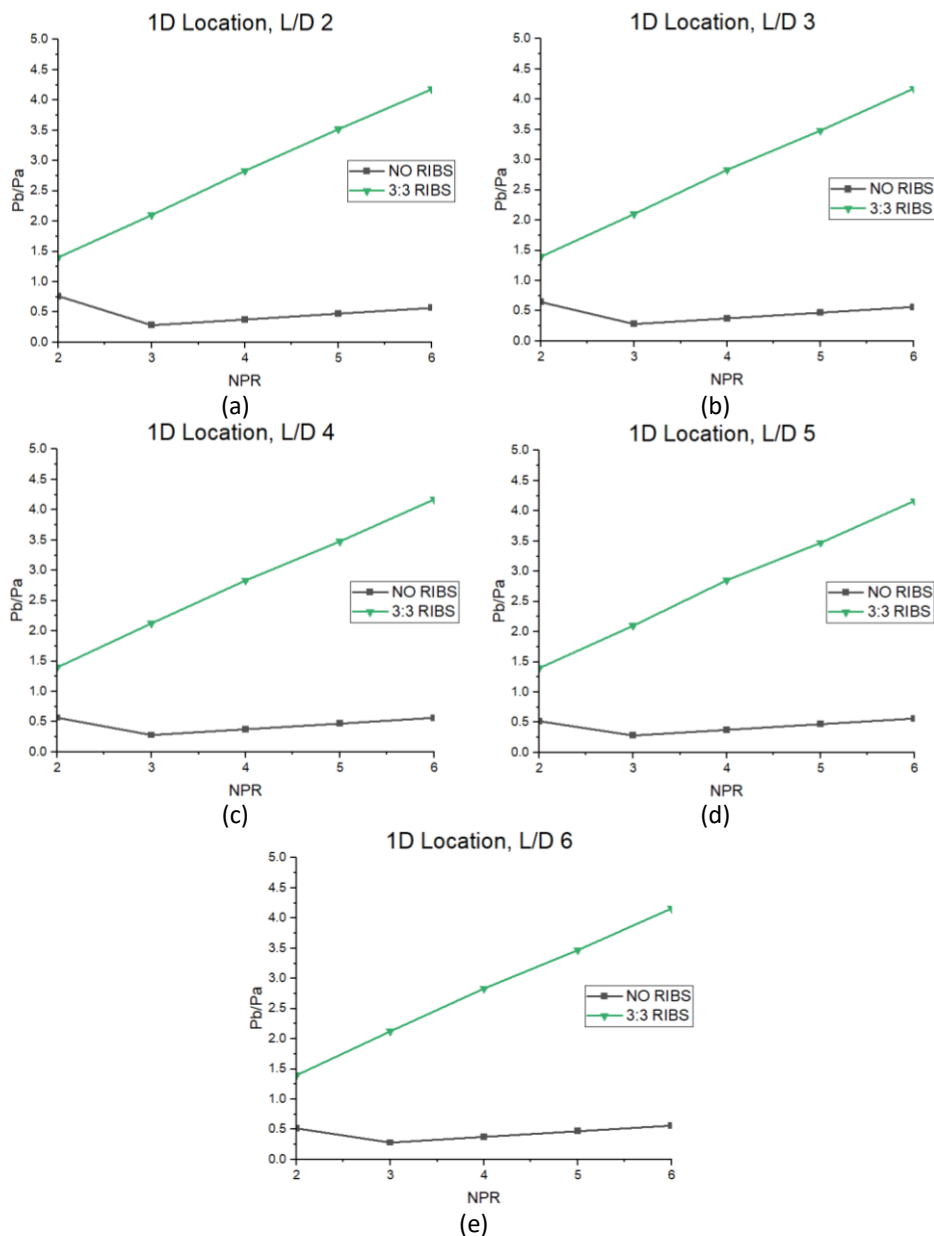 1D Location, L/D 2
5.0
4.5
4.0
3.5
3.0
2.5
2.0
1.5
1.0
0.5
0.0
Pb/Pa
NO RIBS
3:3 RIBS
2 3 4 5 6
NPR
(a)
1D Location, L/D 3
5.0
4.5
4.0
3.5
3.0
2.5
2.0
1.5
1.0
0.5
0.0
Pb/Pa
NO RIBS
3:3 RIBS
2 3 4 5 6
NPR
(b)
1D Location, L/D 4
5.0
4.5
4.0
3.5
3.0
2.5
2.0
1.5
1.0
0.5
0.0
Pb/Pa
NO RIBS
3:3 RIBS
2 3 4 5 6
NPR
(c)
1D Location, L/D 5
5.0
4.5
4.0
3.5
3.0
2.5
2.0
1.5
1.0
0.5
0.0
Pb/Pa
NO RIBS
3:3 RIBS
2 3 4 5 6
NPR
(d)
1D Location, L/D 6
5.0
4.5
4.0
3.5
3.0
2.5
2.0
1.5
1.0
0.5
0.0
Pb/Pa
NO RIBS
3:3 RIBS
2 3 4 5 6
NPR
(e)